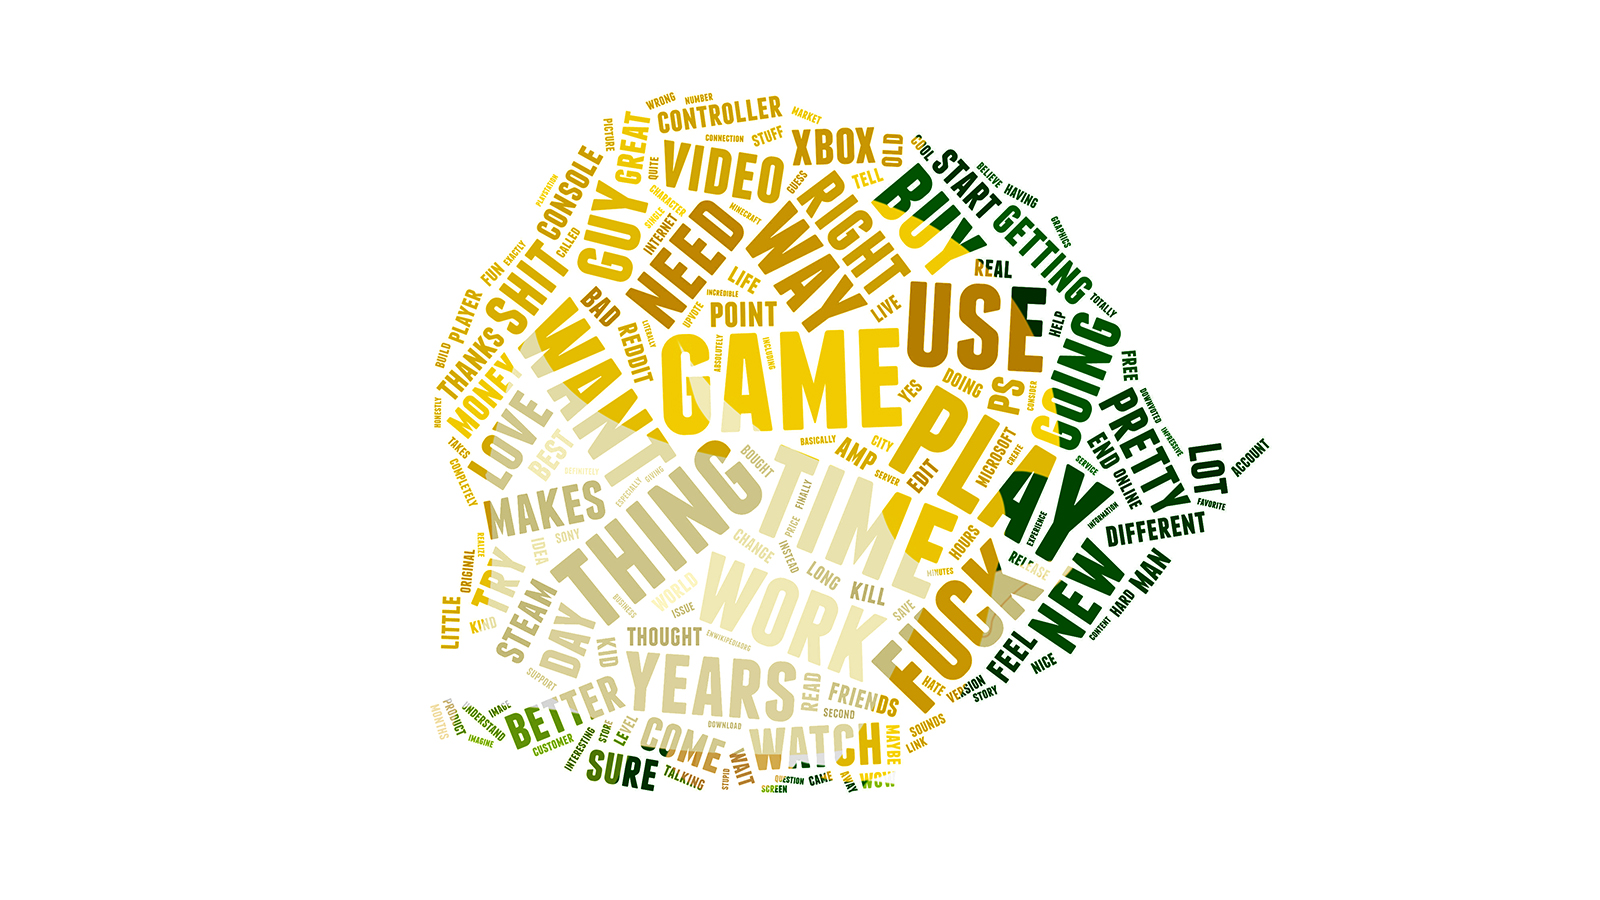 WRONG
NUMBER
CONTROLLER
MARKET
PICTURE
GREAT
CONNECTION
STUFF
XBOX
OLD
COOL
QUITE
VIDEO
GUESS
TELL
START
BELIEVE
HAVING
CONSOLE
PLAYSTATION
GUY
CHARACTER
SINGLE
MINECRAFT
RIGHT
BUY
GETTING
GRAPHICS
CALLED
INTERNET
NEED
WAY
REAL
TOTALLY
EXACTLY
FUN
SHIT
LIFE
INCREDIBLE
LIVE
USE
HELP
PLAYER
BAD
UPVOTE
POINT
GOING
BUILD
THANKS
WANT
REDDIT
LITERALLY
GAME
ABSOLUTELY
INCLUDING
FREE
MONEY
YES
DOING
PS
CONSIDER
DOWNVOTED
HONESTLY
LOVE
PLAY
PRETTY
IMPRESSIVE
TAKES
BEST
BASICALLY
CITY
AMP
MICROSOFT
CREATE
END
LOT
ACCOUNT
COMPLETELY
DEFINITELY
ESPECIALLY
GIVING
BOUGHT
SERVER
EDIT
SERVICE
ONLINE
FAVORITE
MAKES
THING
TIME
FINALLY
PRICE
EXPERIENCE
INFORMATION
DIFFERENT
REALIZE
SONY
IDEA
CHANGE
INSTEAD
HOURS
ORIGINAL
TRY
LONG
KILL
MINUTES
RELEASE
NEW
MAN
LITTLE
KIND
STEAM
DAY
BUSINESS
WORLD
ISSUE
WORK
SAVE
FUCK
HARD
CONTENT
THOUGHT
ENWIKIPEDIAORG
KID
FEEL
NICE
SUPPORT
YEARS
READ
FRIENDS
SECOND
HATE
VERSION
STORY
MONTHS
PRODUCT
UNDERSTAND
IMAGE
IMAGINE
BETTER
CUSTOMER
INTERESTING
STORE
LEVEL
COME
DOWNLOAD
WATCH
MAYBE
SOUNDS
LINK
SURE
TALKING
STUPID
WAIT
QUESTION
SCREEN
CAME
AWAY
WOW